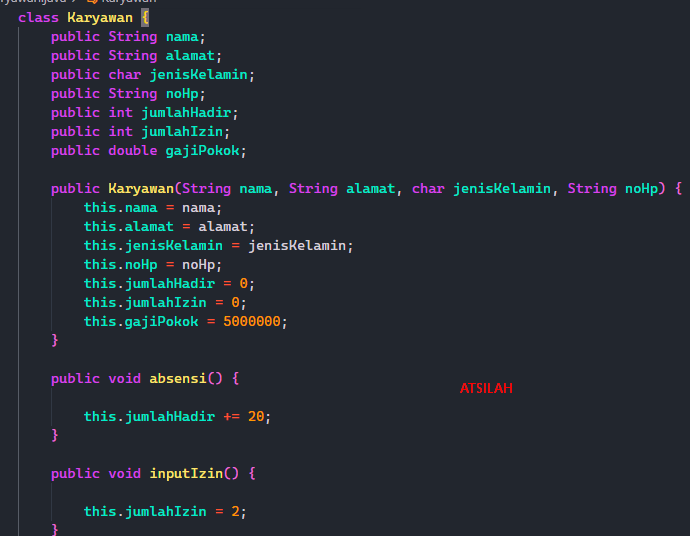 class Karyawan {
public String nama;
public String alamat;
public char jenisKelamin;
public String noHp;
public int jumlahHadir;
public int jumlahIzin;
public double gajiPokok;
public Karyawan(String nama, String alamat, char jenisKelamin, String noHp) {
this.nama = nama;
this.alamat = alamat;
this.jenisKelamin = jenisKelamin;
this.noHp = noHp;
this.jumlahHadir = 0;
this.jumlahIzin = 0;
this.gajiPokok = 5000000;
}
public void absensi() {
ATSILAH
this.jumlahHadir += 20;
}
public void inputIzin() {
this.jumlahIzin = 2;
}